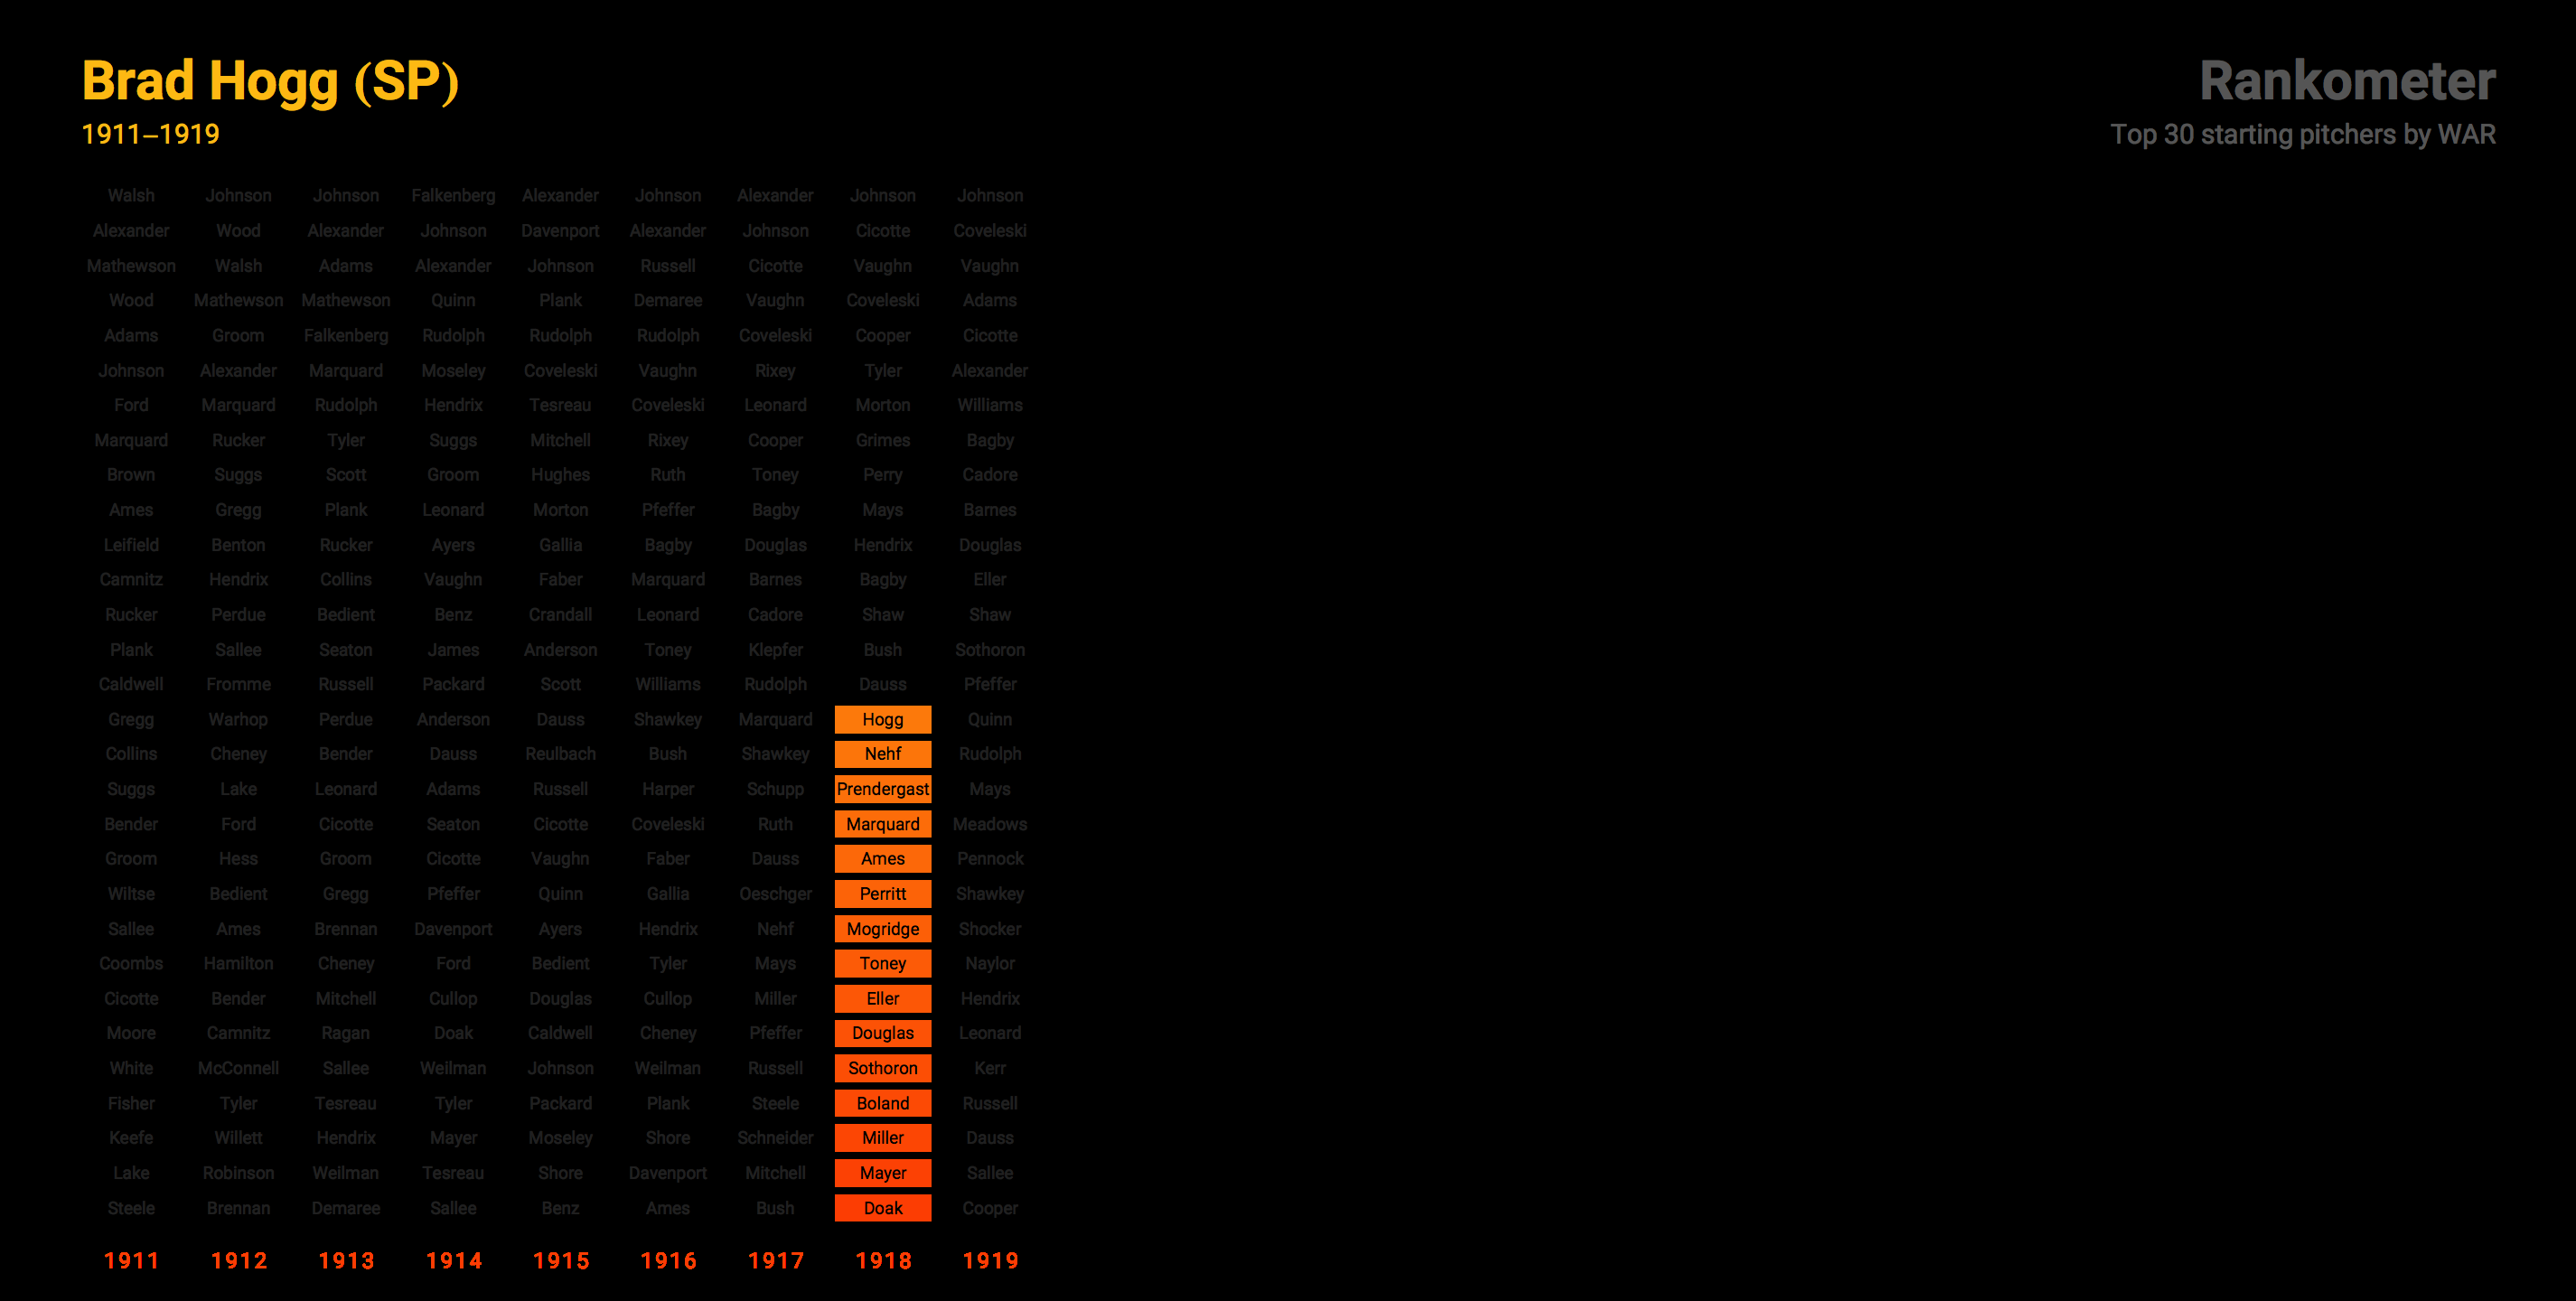 Brad Hogg (SP)
1911–1919
Rankometer
Top 30 starting pitchers by WAR
Walsh Johnson Johnson Falkenberg Alexander Johnson Alexander Johnson Johnson
Alexander Wood Alexander Johnson Davenport Alexander Johnson Cicotte Coveleski
Mathewson Walsh Adams Alexander Johnson Russell Cicotte Vaughn Vaughn
Wood Mathewson Mathewson Quinn Plank Demaree Vaughn Coveleski Adams
Adams Groom Falkenberg Rudolph Rudolph Rudolph Coveleski Cooper Cicotte
Johnson Alexander Marquard Moseley Coveleski Vaughn Rixey Tyler Alexander
Ford Marquard Rudolph Hendrix Tesreau Coveleski Leonard Morton Williams
Marquard Rucker Tyler Suggs Mitchell Rixey Cooper Grimes Bagby
Brown Suggs Scott Groom Hughes Ruth Toney Perry Cadore
Ames Gregg Plank Leonard Morton Pfeffer Bagby Mays Barnes
Leifield Benton Rucker Ayers Gallia Bagby Douglas Hendrix Douglas
Camnitz Hendrix Collins Vaughn Faber Marquard Barnes Bagby Eller
Rucker Perdue Bedient Benz Crandall Leonard Cadore Shaw Shaw
Plank Sallee Seaton James Anderson Toney Klepfer Bush Sothoron
Caldwell Fromme Russell Packard Scott Williams Rudolph Dauss Pfeffer
Gregg Warhop Perdue Anderson Dauss Shawkey Marquard Hogg Quinn
Collins Cheney Bender Dauss Reulbach Bush Shawkey Nehf Rudolph
Suggs Lake Leonard Adams Russell Harper Schupp Prendergast Mays
Bender Ford Cicotte Seaton Cicotte Coveleski Ruth Marquard Meadows
Groom Hess Groom Cicotte Vaughn Faber Dauss Ames Pennock
Wiltse Bedient Gregg Pfeffer Quinn Gallia Oeschger Perritt Shawkey
Sallee Ames Brennan Davenport Ayers Hendrix Nehf Mogridge Shocker
Coombs Hamilton Cheney Ford Bedient Tyler Mays Toney Naylor
Cicotte Bender Mitchell Cullop Douglas Cullop Miller Eller Hendrix
Moore Camnitz Ragan Doak Caldwell Cheney Pfeffer Douglas Leonard
White McConnell Sallee Weilman Johnson Weilman Russell Sothoron Kerr
Fisher Tyler Tesreau Tyler Packard Plank Steele Boland Russell
Keefe Willett Hendrix Mayer Moseley Shore Schneider Miller Dauss
Lake Robinson Weilman Tesreau Shore Davenport Mitchell Mayer Sallee
Steele Brennan Demaree Sallee Benz Ames Bush Doak Cooper
1911 1912 1913 1914 1915 1916 1917 1918 1919